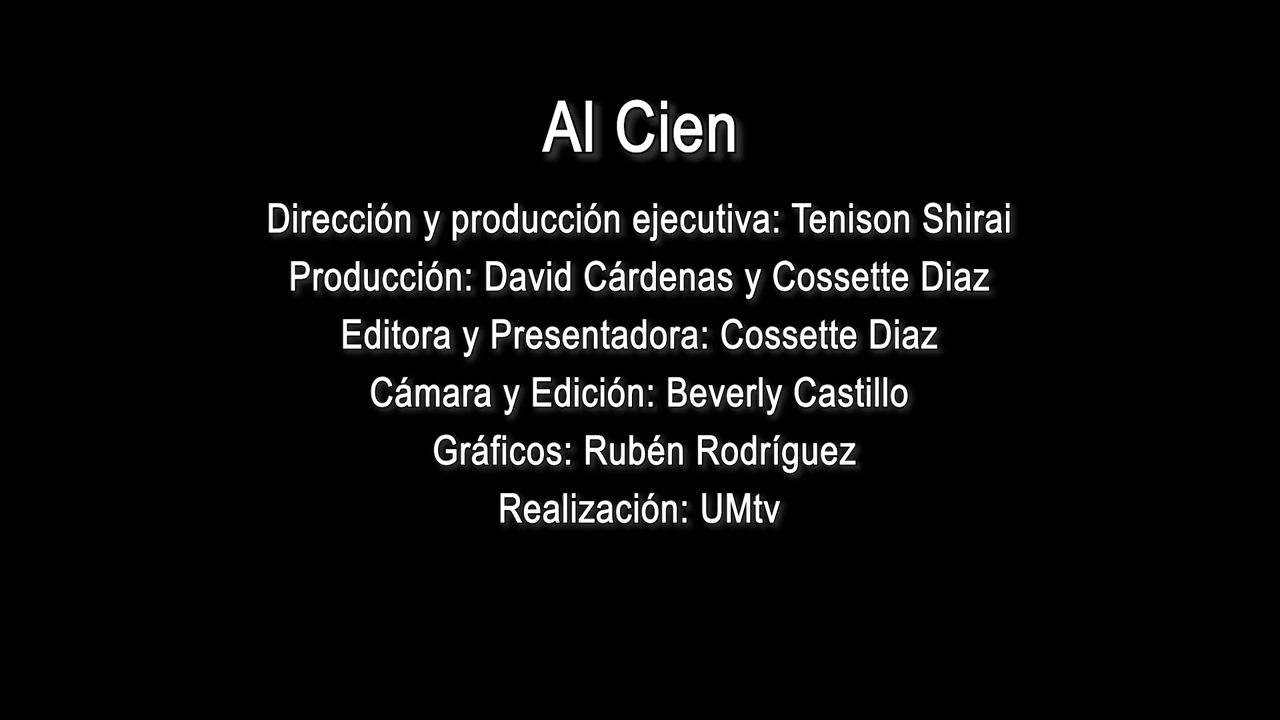 Al Cien
Dirección y producción ejecutiva: Tenison Shirai
Producción: David Cárdenas y Cossette Diaz
Editora y Presentadora: Cossette Diaz
Cámara y Edición: Beverly Castillo
Gráficos: Rubén Rodríguez
Realización: UMtv